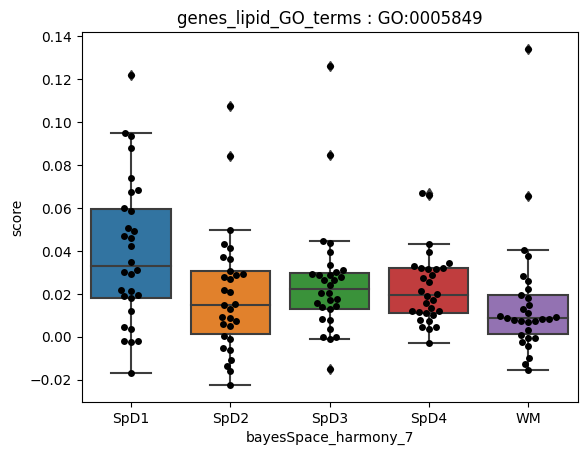 genes_lipid_GO_terms : GO:0005849
0.14
0.12
0.10
0.08
0.06
0.04
0.02
0.00
−0.02
score
SpD1 SpD2 SpD3 SpD4 WM
bayesSpace_harmony_7